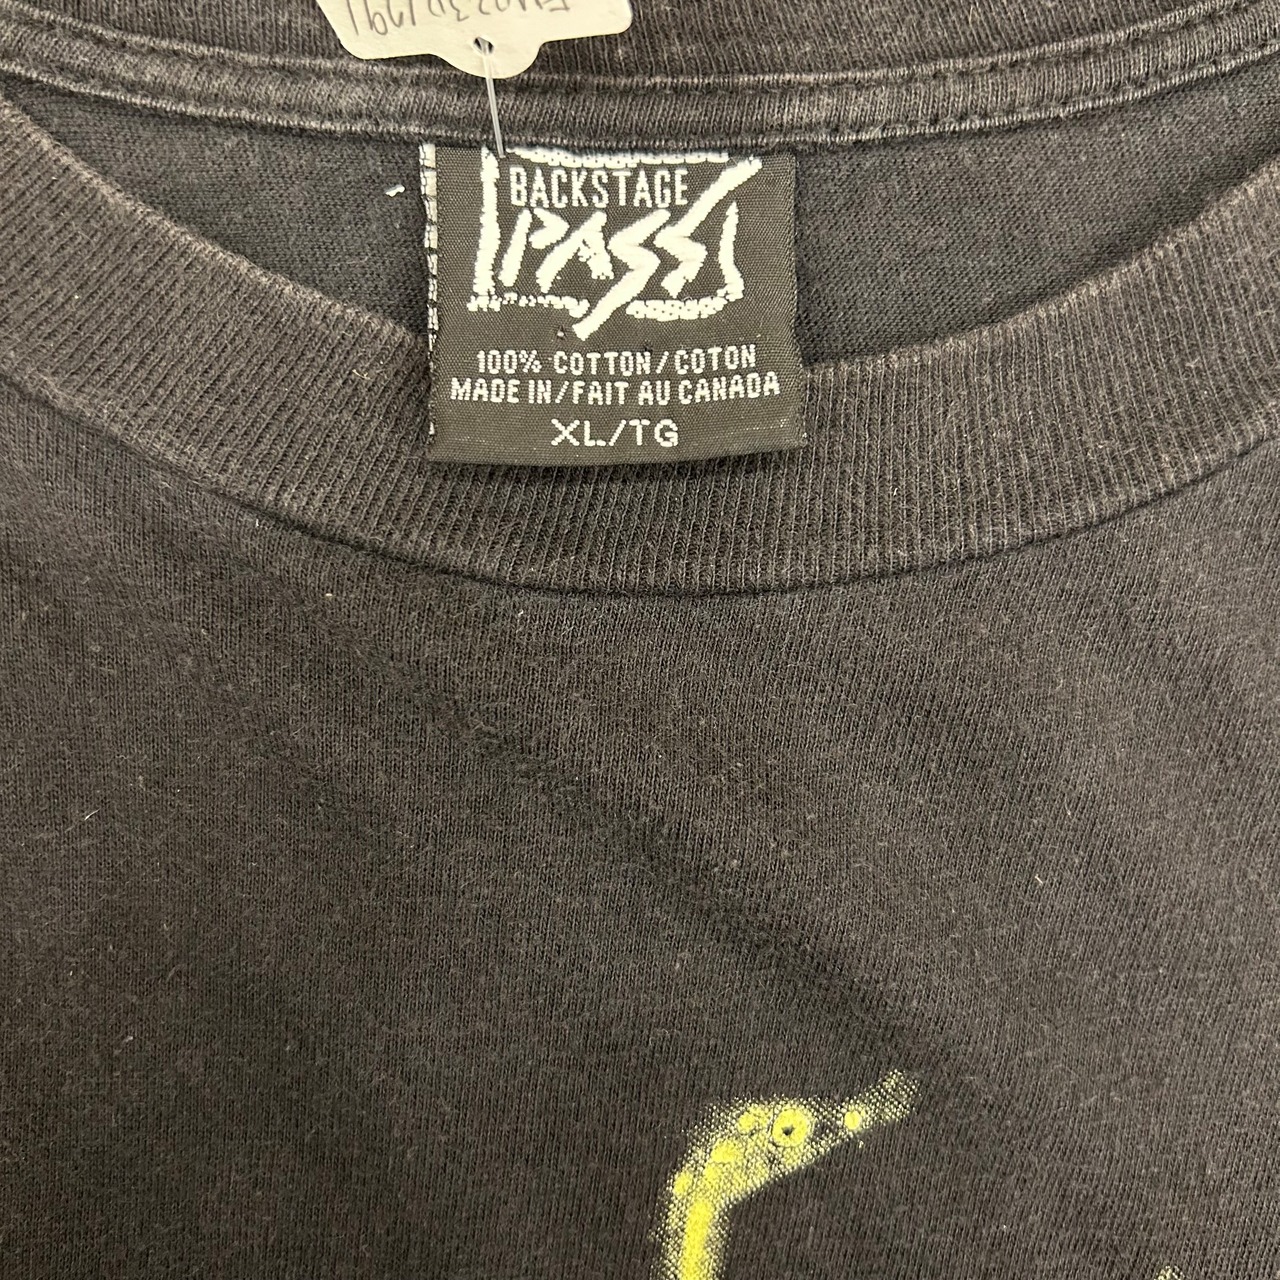 BACKSTAGE
PASS
100% COTTON/COTON
MADE IN/FAIT AU CANADA
XL/TG